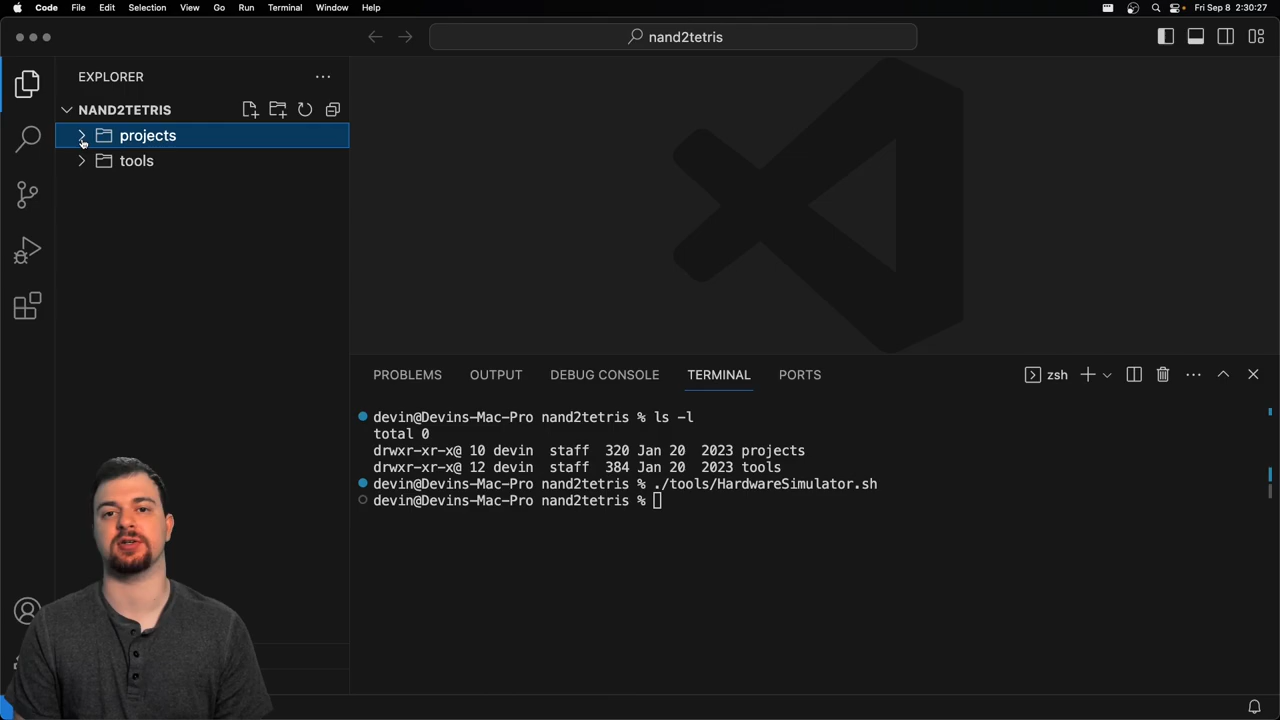 Code File Edit Selection View Go Run Terminal Window Help Fri Sep 8 2:30:27
nand2tetris
EXPLORER
NAND2TETRIS
projects
tools
PROBLEMS OUTPUT DEBUG CONSOLE TERMINAL PORTS zsh
devin@Devins-Mac-Pro nand2tetris % ls -l
total 0
drwxr-xr-x@ 10 devin staff 320 Jan 20 2023 projects
drwxr-xr-x@ 12 devin staff 384 Jan 20 2023 tools
devin@Devins-Mac-Pro nand2tetris % ./tools/HardwareSimulator.sh
devin@Devins-Mac-Pro nand2tetris %